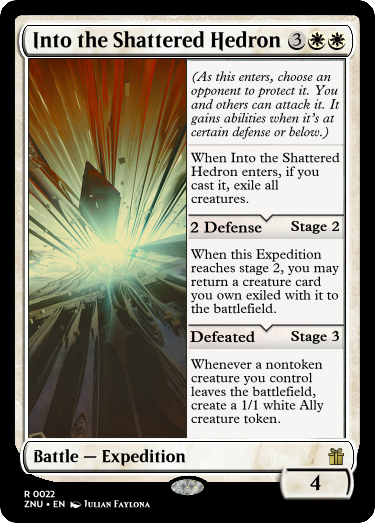 Into the Shattered Hedron 3
(As this enters, choose an
opponent to protect it. You
and others can attack it. It
gains abilities when it's at
certain defense or below.)
When Into the Shattered
Hedron enters, if you
cast it, exile all
creatures.
2 Defense Stage 2
When this Expedition
reaches stage 2, you may
return a creature card
you own exiled with it to
the battlefield.
Defeated Stage 3
Whenever a nontoken
creature you control
leaves the battlefield,
create a 1/1 white Ally
creature token.
Battle — Expedition
4
R 0022
ZNU • EN Julian Faylona